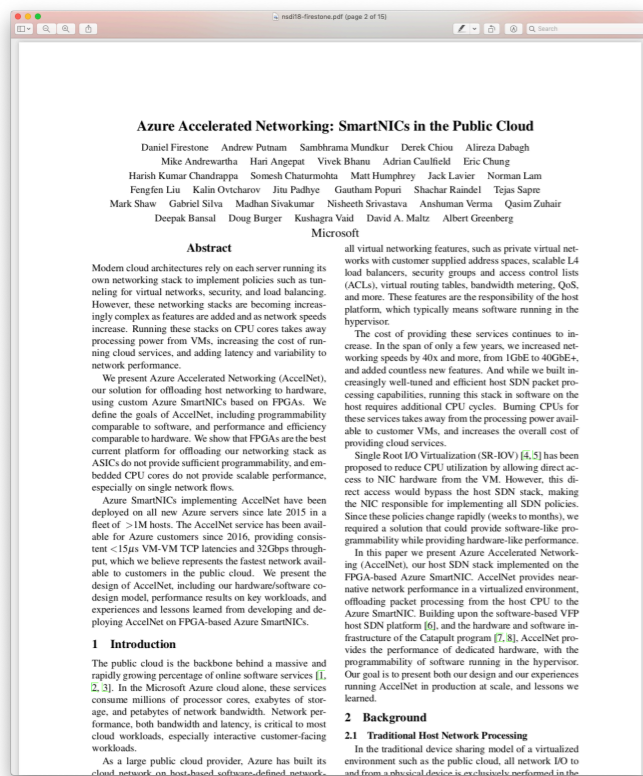 nsdi18-firestone.pdf (page 2 of 15)
Search
Azure Accelerated Networking: SmartNICs in the Public Cloud
Daniel Firestone Andrew Putnam Sambhrama Mundkur Derek Chiou Alireza Dabagh
Mike Andrewartha Hari Angepat Vivek Bhanu Adrian Caulfield Eric Chung
Harish Kumar Chandrappa Somesh Chaturmohta Matt Humphrey Jack Lavier Norman Lam
Fengfen Liu Kalin Ovtcharov Jitu Padhye Gautham Popuri Shachar Raindel Tejas Sapre
Mark Shaw Gabriel Silva Madhan Sivakumar Nisheeth Srivastava Anshuman Verma Qasim Zuhair
Deepak Bansal Doug Burger Kushagra Vaid David A. Maltz Albert Greenberg
Microsoft
Abstract
Modern cloud architectures rely on each server running its
own networking stack to implement policies such as tun-
neling for virtual networks, security, and load balancing.
However, these networking stacks are becoming increas-
ingly complex as features are added and as network speeds
increase. Running these stacks on CPU cores takes away
processing power from VMs, increasing the cost of run-
ning cloud services, and adding latency and variability to
network performance.
We present Azure Accelerated Networking (AccelNet),
our solution for offloading host networking to hardware,
using custom Azure SmartNICs based on FPGAs. We
define the goals of AccelNet, including programmability
comparable to software, and performance and efficiency
comparable to hardware. We show that FPGAs are the best
current platform for offloading our networking stack as
ASICs do not provide sufficient programmability, and em-
bedded CPU cores do not provide scalable performance,
especially on single network flows.
Azure SmartNICs implementing AccelNet have been
deployed on all new Azure servers since late 2015 in a
fleet of >1M hosts. The AccelNet service has been avail-
able for Azure customers since 2016, providing consis-
tent <15μs VM-VM TCP latencies and 32Gbps through-
put, which we believe represents the fastest network avail-
able to customers in the public cloud. We present the
design of AccelNet, including our hardware/software co-
design model, performance results on key workloads, and
experiences and lessons learned from developing and de-
ploying AccelNet on FPGA-based Azure SmartNICs.
1 Introduction
The public cloud is the backbone behind a massive and
rapidly growing percentage of online software services [1,
2, 3]. In the Microsoft Azure cloud alone, these services
consume millions of processor cores, exabytes of stor-
age, and petabytes of network bandwidth. Network per-
formance, both bandwidth and latency, is critical to most
cloud workloads, especially interactive customer-facing
workloads.
As a large public cloud provider, Azure has built its
cloud network on host-based software-defined network-
all virtual networking features, such as private virtual net-
works with customer supplied address spaces, scalable L4
load balancers, security groups and access control lists
(ACLs), virtual routing tables, bandwidth metering, QoS,
and more. These features are the responsibility of the host
platform, which typically means software running in the
hypervisor.
The cost of providing these services continues to in-
crease. In the span of only a few years, we increased net-
working speeds by 40x and more, from 1GbE to 40GbE+,
and added countless new features. And while we built in-
creasingly well-tuned and efficient host SDN packet pro-
cessing capabilities, running this stack in software on the
host requires additional CPU cycles. Burning CPUs for
these services takes away from the processing power avail-
able to customer VMs, and increases the overall cost of
providing cloud services.
Single Root I/O Virtualization (SR-IOV) [4, 5] has been
proposed to reduce CPU utilization by allowing direct ac-
cess to NIC hardware from the VM. However, this di-
rect access would bypass the host SDN stack, making
the NIC responsible for implementing all SDN policies.
Since these policies change rapidly (weeks to months), we
required a solution that could provide software-like pro-
grammability while providing hardware-like performance.
In this paper we present Azure Accelerated Network-
ing (AccelNet), our host SDN stack implemented on the
FPGA-based Azure SmartNIC. AccelNet provides near-
native network performance in a virtualized environment,
offloading packet processing from the host CPU to the
Azure SmartNIC. Building upon the software-based VFP
host SDN platform [6], and the hardware and software in-
frastructure of the Catapult program [7, 8], AccelNet pro-
vides the performance of dedicated hardware, with the
programmability of software running in the hypervisor.
Our goal is to present both our design and our experiences
running AccelNet in production at scale, and lessons we
learned.
2 Background
2.1 Traditional Host Network Processing
In the traditional device sharing model of a virtualized
environment such as the public cloud, all network I/O to
and from a physical device is exclusively performed in the